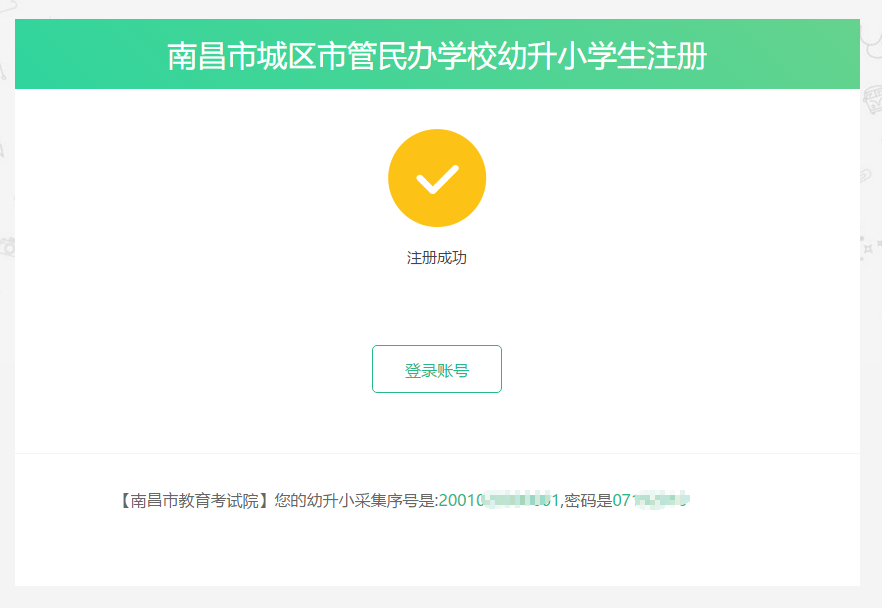 南昌市城区市管民办学校幼升小学生注册
注册成功
登录账号
【南昌市教育考试院】您的幼升小采集序号是:20010 1,密码是07